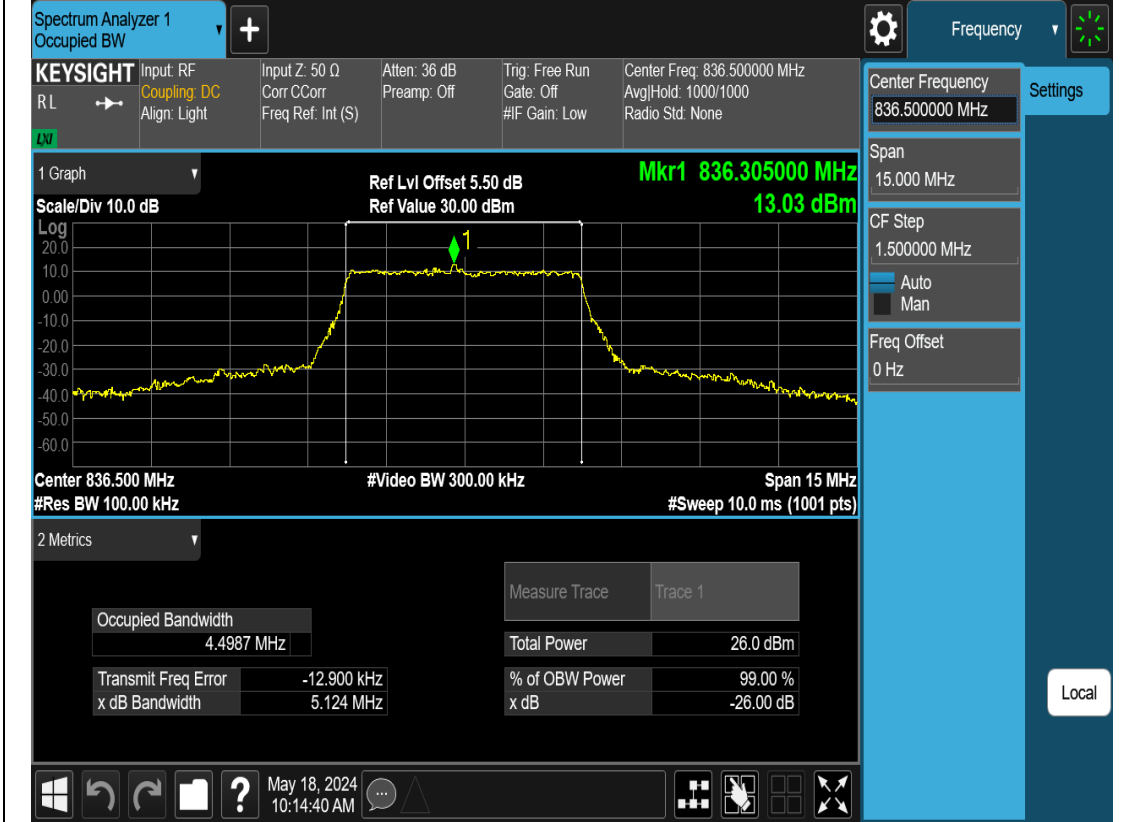 Spectrum Analyzer 1
Occupied BW
Frequency
KEYSIGHT
RL
LXI
Input: RF
Coupling: DC
Align: Light
Input Z: 50 Ω
Corr CCorr
Freq Ref: Int (S)
Atten: 36 dB
Preamp: Off
Trig: Free Run
Gate: Off
#IF Gain: Low
Center Freq: 836.500000 MHz
Avg|Hold: 1000/1000
Radio Std: None
Center Frequency
836.500000 MHz
Settings
Span
15.000 MHz
CF Step
1.500000 MHz
Auto
Man
Freq Offset
0 Hz
Local
1 Graph
Scale/Div 10.0 dB
Ref Lvl Offset 5.50 dB
Ref Value 30.00 dBm
Mkr1 836.305000 MHz
13.03 dBm
Log
20.0
10.0
0.00
-10.0
-20.0
-30.0
-40.0
-50.0
-60.0
1
Center 836.500 MHz
#Video BW 300.00 kHz
Span 15 MHz
#Res BW 100.00 kHz
#Sweep 10.0 ms (1001 pts)
2 Metrics
Measure Trace Trace 1
Occupied Bandwidth
4.4987 MHz
Total Power 26.0 dBm
Transmit Freq Error -12.900 kHz
% of OBW Power 99.00 %
x dB Bandwidth 5.124 MHz
x dB -26.00 dB
?
May 18, 2024
10:14:40 AM